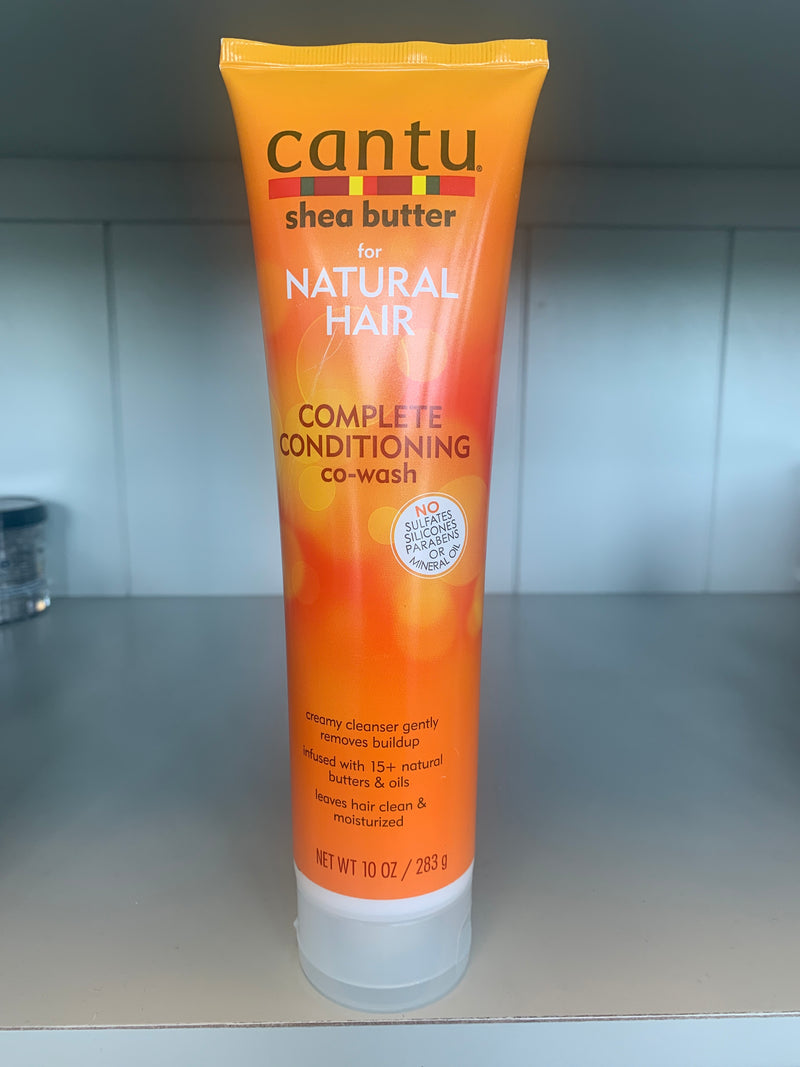 cantu®
shea butter
for
NATURAL
HAIR
COMPLETE
CONDITIONING
co-wash
NO
SULFATES
SILICONES
PARABENS
OR
MINERAL OIL
creamy cleanser gently
removes buildup
infused with 15+ natural
butters & oils
leaves hair clean &
moisturized
NET WT 10 OZ / 283 g